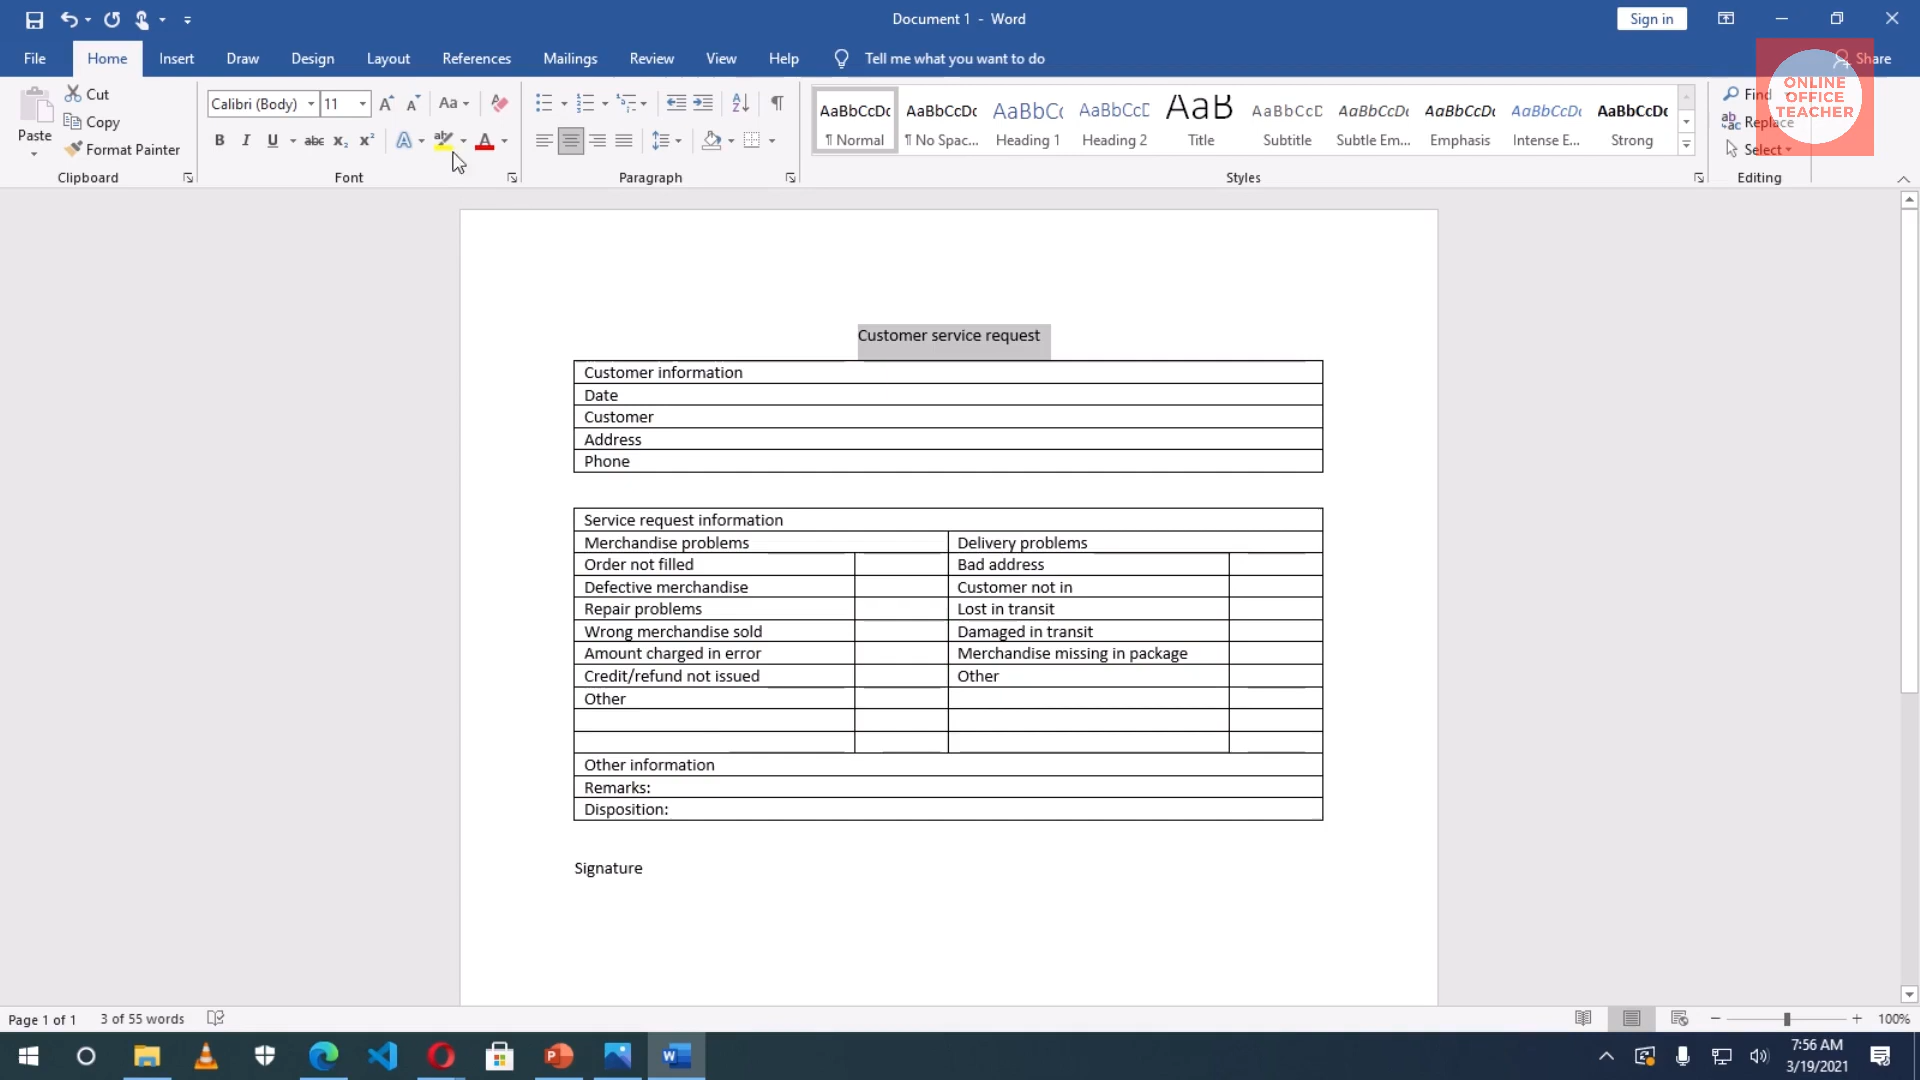 Document 1 - Word
Sign in
File
Home
Insert
Draw
Design
Layout
References
Mailings
Review
View
Help
Tell me what you want to do
Share
ONLINE
OFFICE
TEACHER
Paste
Cut
Copy
Format Painter
Clipboard
Calibri (Body)
11
Aa
B I U abc x₂ x²
Font
Paragraph
AaBbCcDc
¶ Normal
AaBbCcDc
¶ No Spac...
AaBbCc
Heading 1
AaBbCcD
Heading 2
AaB
Title
AaBbCcD
Subtitle
AaBbCcDc
Subtle Em...
AaBbCcDc
Emphasis
AaBbCcDc
Intense E...
AaBbCcDc
Strong
Styles
Find
Replace
Select
Editing
Customer service request
Customer information
Date
Customer
Address
Phone
Service request information
Merchandise problems
Delivery problems
Order not filled
Bad address
Defective merchandise
Customer not in
Repair problems
Lost in transit
Wrong merchandise sold
Damaged in transit
Amount charged in error
Merchandise missing in package
Credit/refund not issued
Other
Other
Other information
Remarks:
Disposition:
Signature
Page 1 of 1
3 of 55 words
100%
7:56 AM
3/19/2021